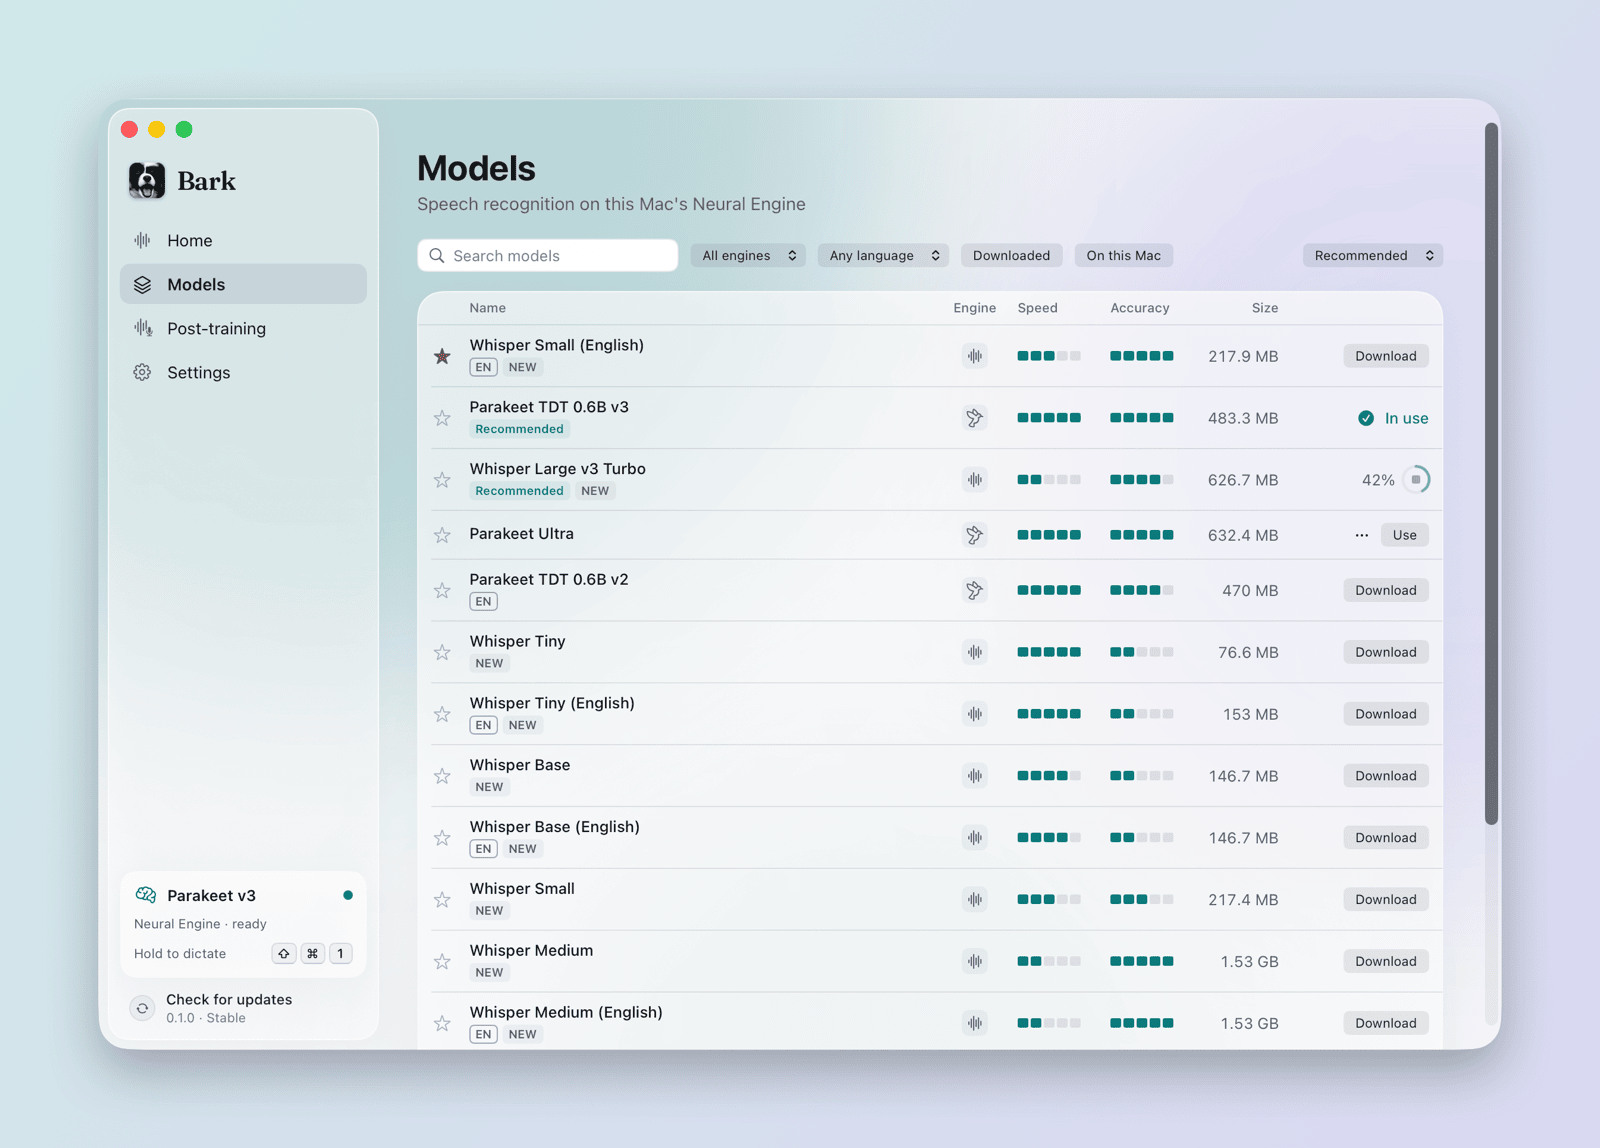 Bark
Home
Models
Post-training
Settings
Parakeet v3
Neural Engine · ready
Hold to dictate ⇧ ⌘ 1
Check for updates
0.1.0 · Stable
Models
Speech recognition on this Mac's Neural Engine
Search models All engines Any language Downloaded On this Mac Recommended
Name Engine Speed Accuracy Size
Whisper Small (English)
EN NEW
217.9 MB Download
Parakeet TDT 0.6B v3
Recommended
483.3 MB In use
Whisper Large v3 Turbo
Recommended NEW
626.7 MB 42%
Parakeet Ultra 632.4 MB ··· Use
Parakeet TDT 0.6B v2
EN
470 MB Download
Whisper Tiny
NEW
76.6 MB Download
Whisper Tiny (English)
EN NEW
153 MB Download
Whisper Base
NEW
146.7 MB Download
Whisper Base (English)
EN NEW
146.7 MB Download
Whisper Small
NEW
217.4 MB Download
Whisper Medium
NEW
1.53 GB Download
Whisper Medium (English)
EN NEW
1.53 GB Download